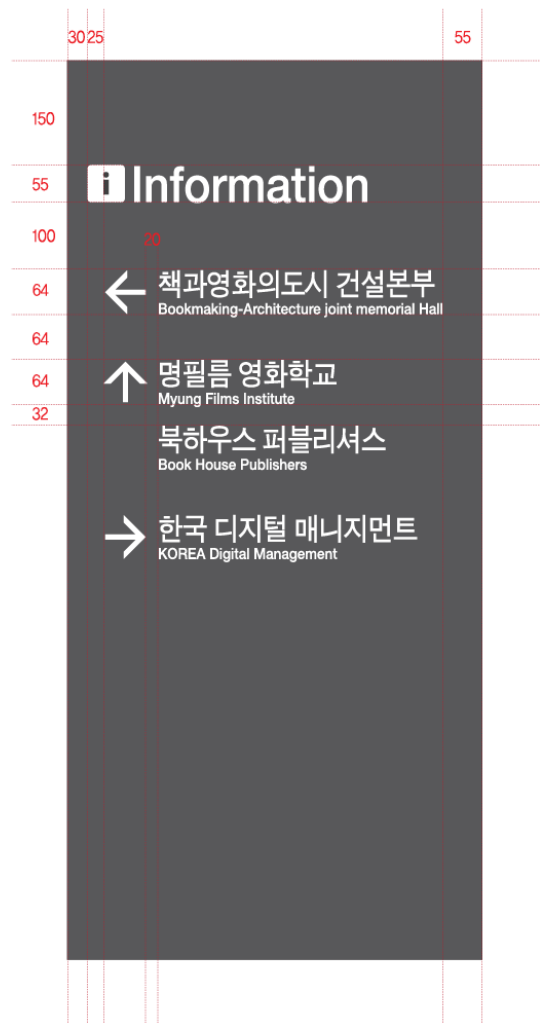 30 25 55
150
55
i Information
100
20
64
책과영화의도시 건설본부
Bookmaking-Architecture joint memorial Hall
64
64
명필름 영화학교
Myung Films Institute
32
북하우스 퍼블리셔스
Book House Publishers
한국 디지털 매니지먼트
KOREA Digital Management